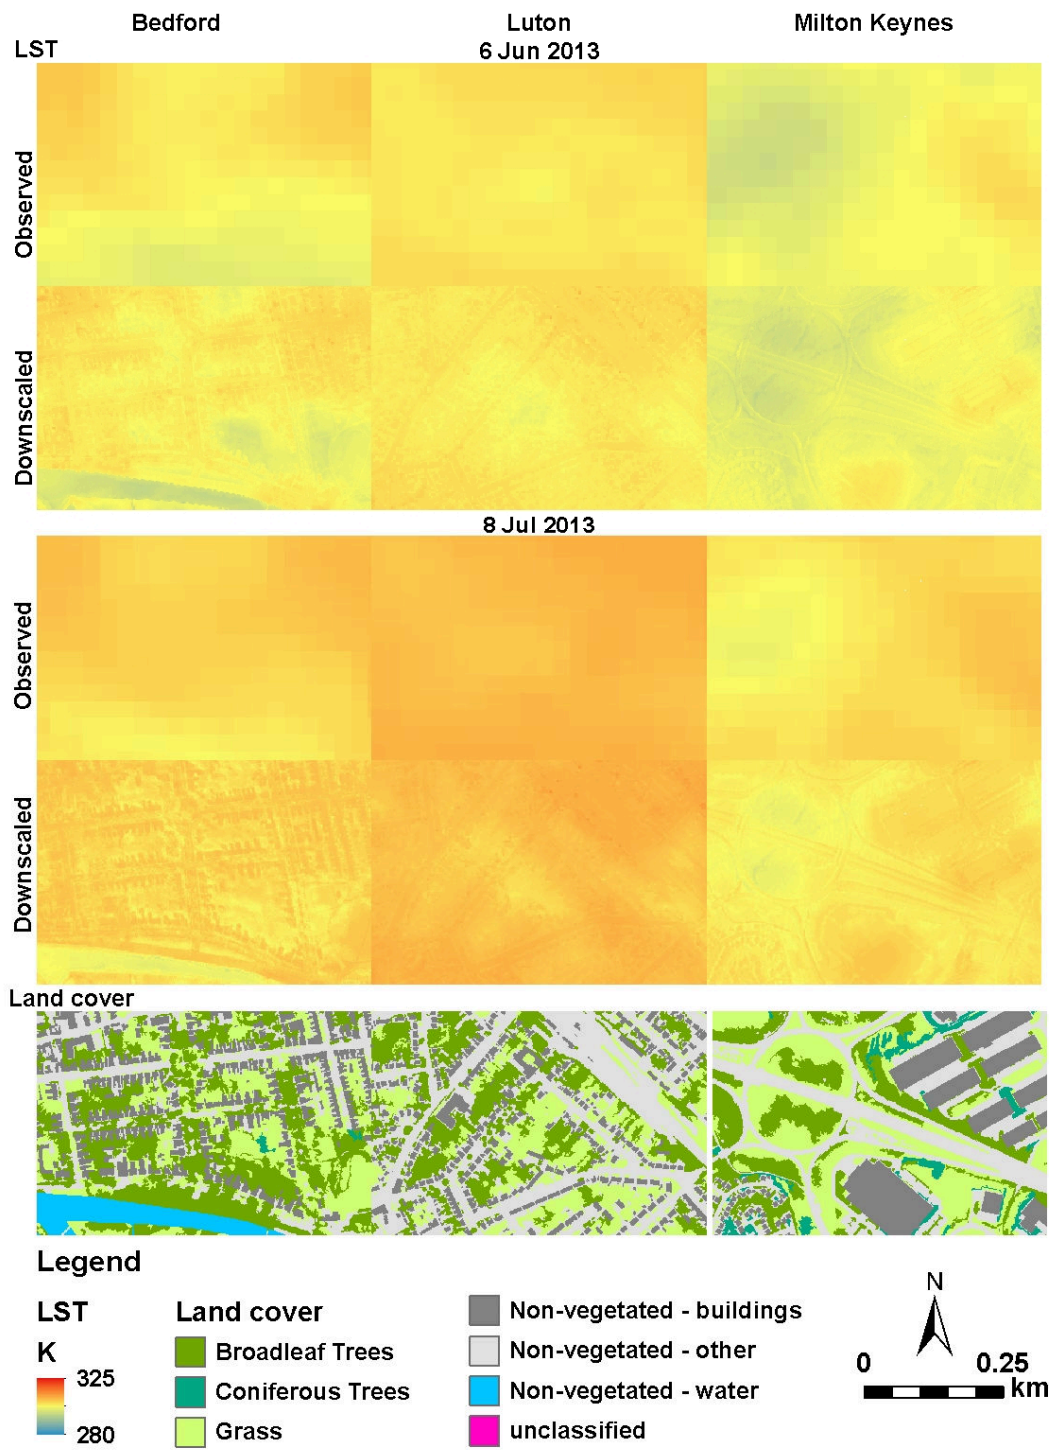 Bedford Luton Milton Keynes
LST 6 Jun 2013
Observed
Downscaled
8 Jul 2013
Observed
Downscaled
Land cover
Legend
LST Land cover
K
325
280
Broadleaf Trees
Coniferous Trees
Grass
Non-vegetated - buildings
Non-vegetated - other
Non-vegetated - water
unclassified
N
0 0.25
km